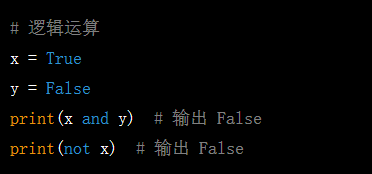 # 逻辑运算
x = True
y = False
print(x and y)  # 输出 False
print(not x)  # 输出 False